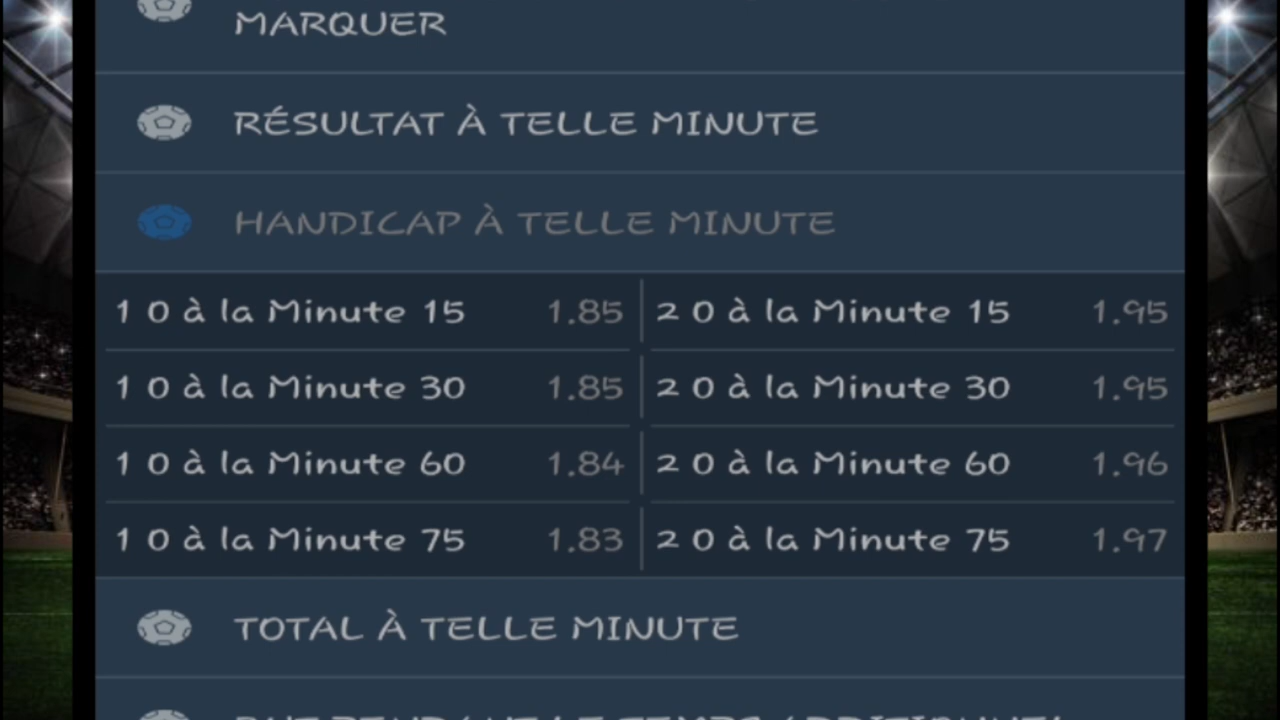 MARQUER
RÉSULTAT À TELLE MINUTE
HANDICAP À TELLE MINUTE
1 0 à la Minute 15 1.85 2 0 à la Minute 15 1.95
1 0 à la Minute 30 1.85 2 0 à la Minute 30 1.95
1 0 à la Minute 60 1.84 2 0 à la Minute 60 1.96
1 0 à la Minute 75 1.83 2 0 à la Minute 75 1.97
TOTAL À TELLE MINUTE